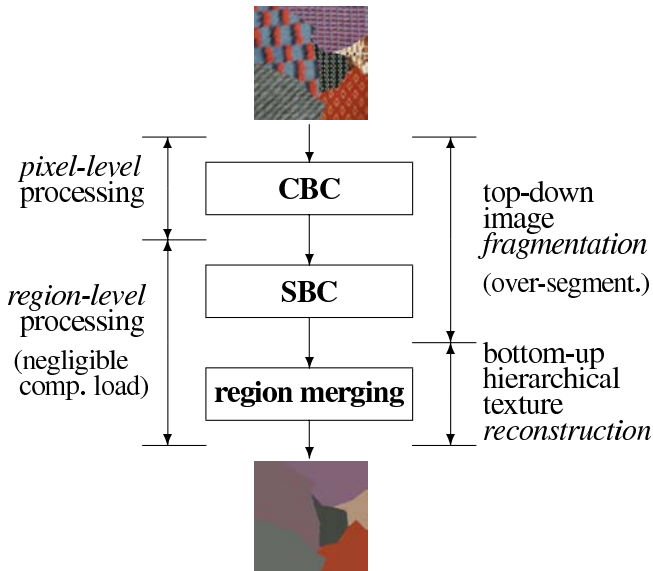 pixel-level
processing
CBC
top-down
image
fragmentation
(over-segment.)
region-level
processing
(negligible
comp. load)
SBC
region merging
bottom-up
hierarchical
texture
reconstruction